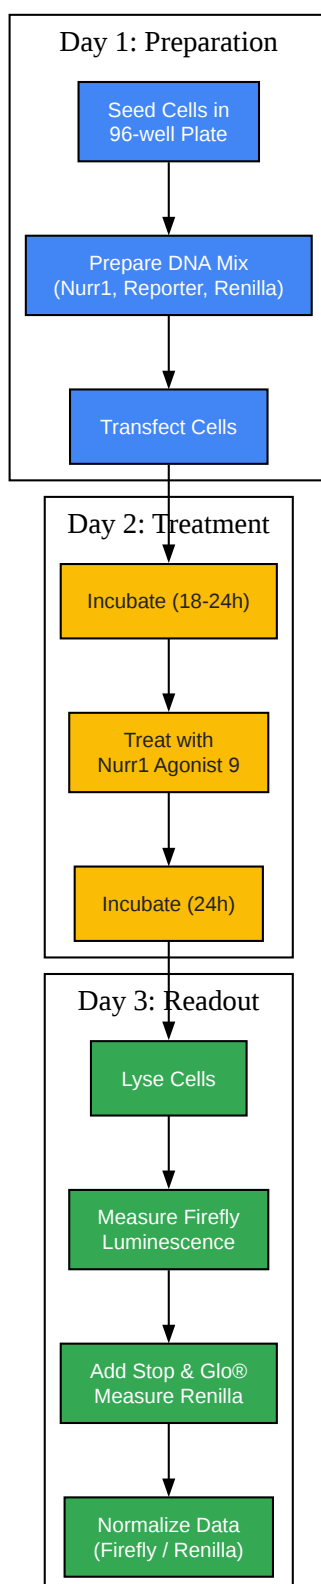 Day 1: Preparation
Seed Cells in
96-well Plate
Prepare DNA Mix
(Nurr1, Reporter, Renilla)
Transfect Cells
Day 2: Treatment
Incubate (18-24h)
Treat with
Nurr1 Agonist 9
Incubate (24h)
Day 3: Readout
Lyse Cells
Measure Firefly
Luminescence
Add Stop & Glo®
Measure Renilla
Normalize Data
(Firefly / Renilla)